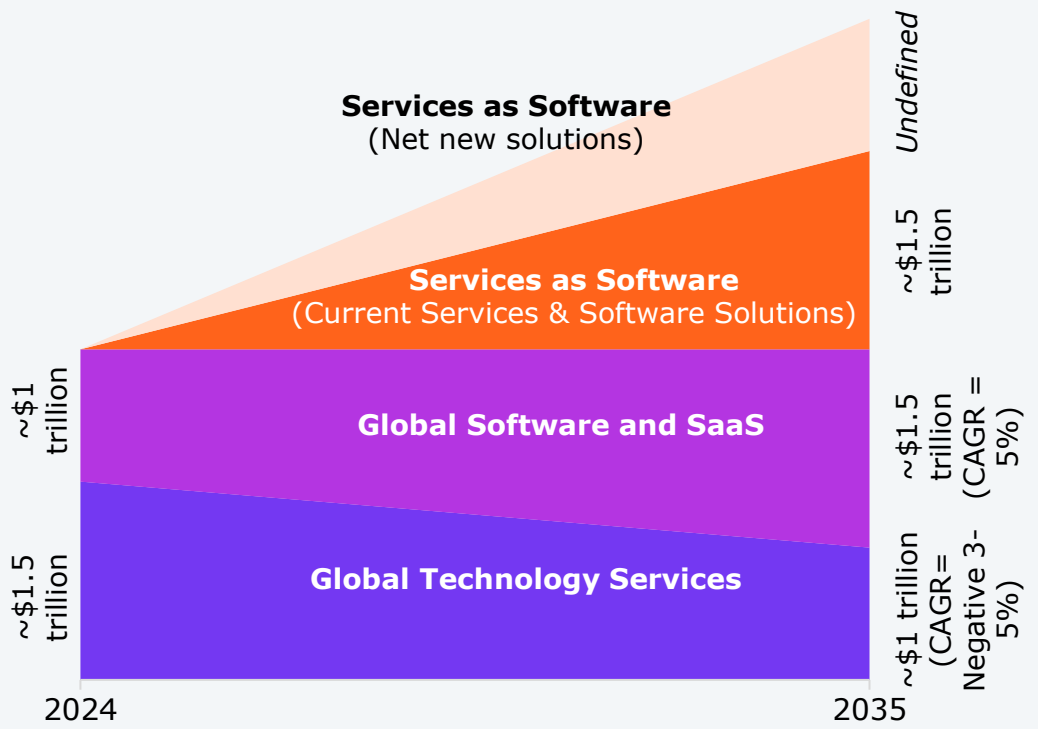 Services as Software
(Net new solutions)
Undefined
Services as Software
(Current Services & Software Solutions)
~$1.5
trillion
~$1
trillion
Global Software and SaaS
~$1.5
trillion
(CAGR =
5%)
~$1.5
trillion
Global Technology Services
~$1 trillion
(CAGR=
Negative 3-
5%)
2024
2035